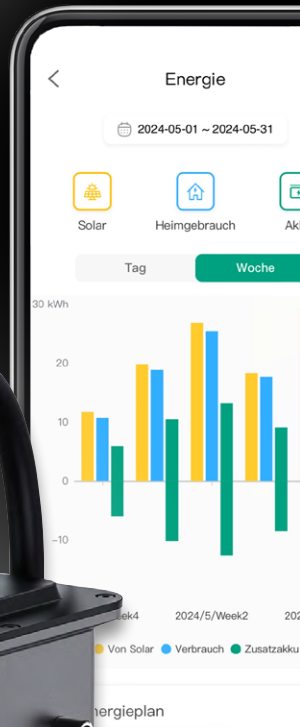 Energie
2024-05-01 ~ 2024-05-31
Solar
Heimgebrauch
Tag
Woche
30 kWh
20
10
0
-10
2024/5/Week2
Von Solar
Verbrauch
Zusatzakku